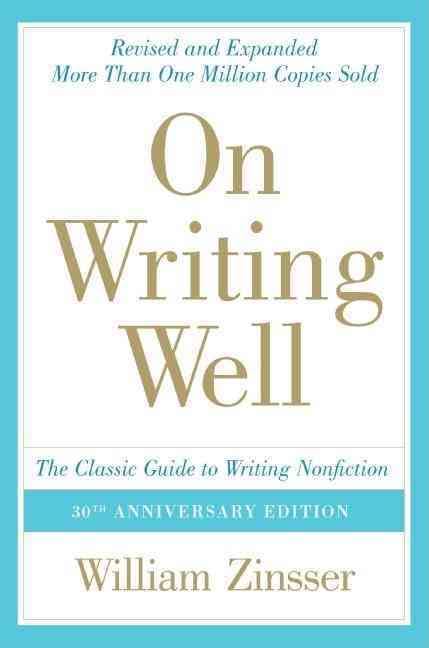 Revised and Expanded
More Than One Million Copies Sold
On
Writing
Well
The Classic Guide to Writing Nonfiction
30TH ANNIVERSARY EDITION
William Zinsser